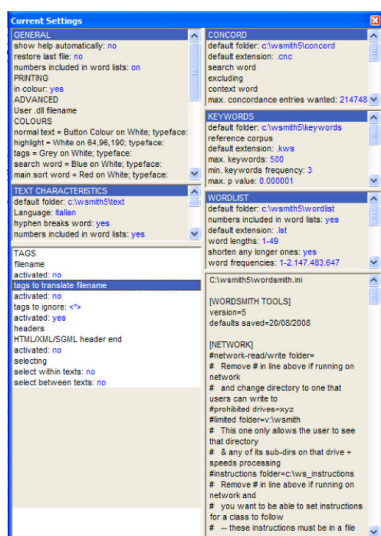 Current Settings
GENERAL
show help automatically: no
restore last file: no
numbers included in word lists: on
PRINTING
in colour: yes
ADVANCED
User .dll filename
COLOURS
normal text = Button Colour on White; typeface:
highlight = White on 64,96,190; typeface:
tags = Grey on White; typeface:
search word = Blue on White; typeface:
main sort word = Red on White; typeface:
TEXT CHARACTERISTICS
default folder: c:\wsmith5\text
Language: Italian
hyphen breaks word: yes
numbers included in word lists: yes
TAGS
filename
activated: no
tags to translate filename
activated: no
tags to ignore: <*>
activated: yes
headers
HTML/XML/SGML header end
activated: no
selecting
select within texts: no
select between texts: no
CONCORD
default folder: c:\wsmith5\concord
default extension: .cnc
search word
excluding
context word
max. concordance entries wanted: 214748
KEYWORDS
default folder: c:\wsmith5\keywords
reference corpus
default extension: .kws
max. keywords: 500
min. keywords frequency: 3
max. p value: 0.000001
WORDLIST
default folder: c:\wsmith5\wordlist
numbers included in word lists: yes
default extension: .lst
word lengths: 1-49
shorten any longer ones: yes
word frequencies: 1-2.147.483.647
C:\wsmith5\wordsmith.ini
[WORDSMITH TOOLS]
version=5
defaults saved=20/08/2008
[NETWORK]
#network-read/write folder=
# Remove # in line above if running on
network
# and change directory to one that
users can write to
#prohibited drives=xyz
#limited folder=v:\wsmith
# This one only allows the user to see
that directory
# & any of its sub-dirs on that drive +
speeds processing
#instructions folder=c:\ws_instructions
# Remove # in line above if running on
network and
# you want to be able to set instructions
for a class to follow
# -- these instructions must be in a file